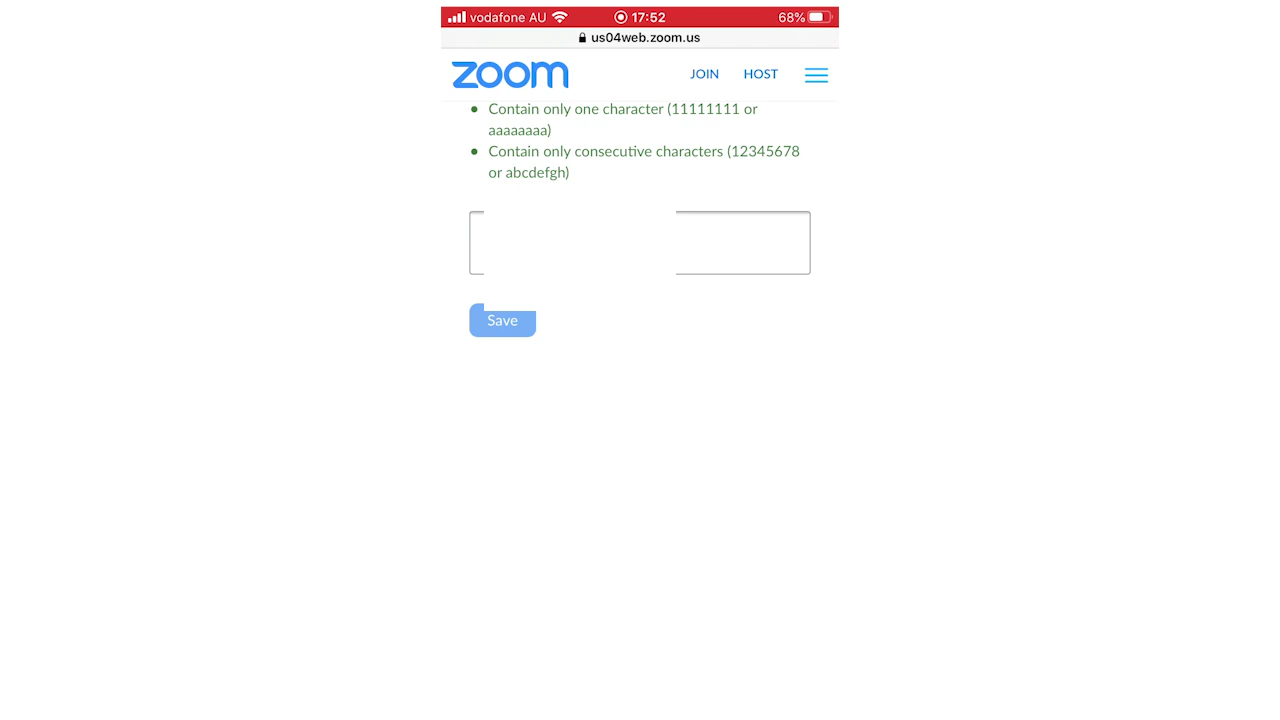 vodafone AU 17:52 68%
us04web.zoom.us
zoom JOIN HOST
• Contain only one character (11111111 or
aaaaaaaa)
• Contain only consecutive characters (12345678
or abcdefgh)
Save